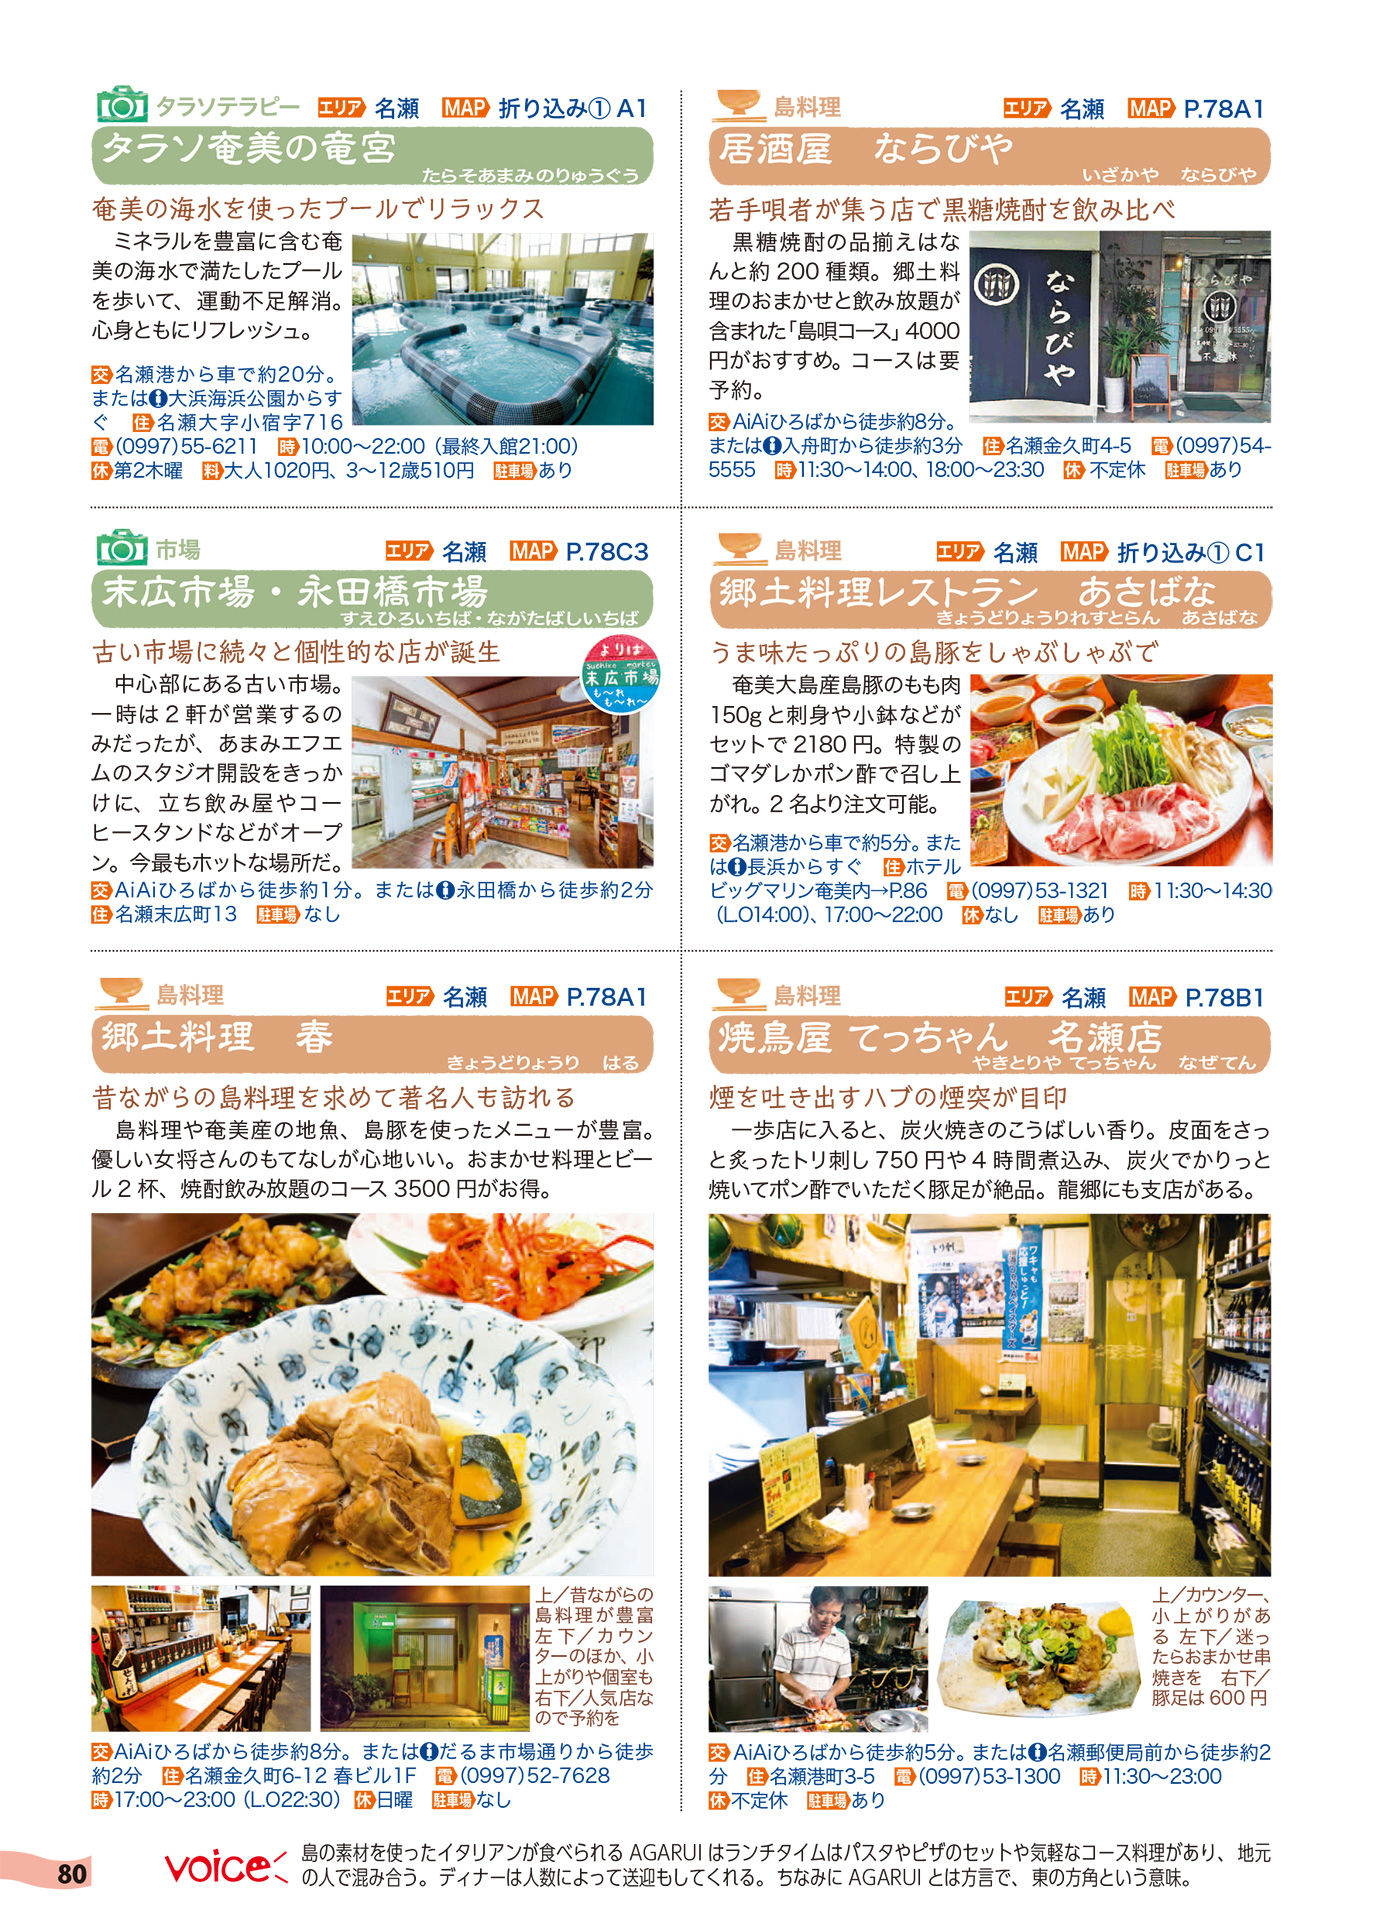 タラソテラピー エリア 名瀬 MAP 折り込み① A1
タラソ奄美の竜宮
たらそあまみのりゅうぐう
奄美の海水を使ったプールでリラックス
ミネラルを豊富に含む奄
美の海水で満たしたプール
を歩いて、運動不足解消。
心身ともにリフレッシュ。
交名瀬港から車で約20分。
または大浜海浜公園からす
ぐ 住名瀬大字小宿字716
電(0997)55-6211 時10:00〜22:00（最終入館21:00）
休第2木曜 料大人1020円、3〜12歳510円 駐車場あり
島料理 エリア 名瀬 MAP P.78A1
居酒屋 ならびや
いざかや ならびや
若手唄者が集う店で黒糖焼酎を飲み比べ
黒糖焼酎の品揃えはな
んと約200種類。郷土料
理のおまかせと飲み放題が
含まれた「島唄コース」4000
円がおすすめ。コースは要
予約。
ならびや
ならびや
不定休
交AiAiひろばから徒歩約8分。
または入舟町から徒歩約3分 住名瀬金久町4-5 電(0997)54-
5555 時11:30〜14:00、18:00〜23:30 休不定休 駐車場あり
市場 エリア 名瀬 MAP P.78C3
末広市場・永田橋市場
すえひろいちば・ながたばしいちば
古い市場に続々と個性的な店が誕生
よりば
suehiro market
末広市場
も〜れ
も〜れ〜
中心部にある古い市場。
一時は2軒が営業するの
みだったが、あまみエフエ
ムのスタジオ開設をきっか
けに、立ち飲み屋やコー
ヒースタンドなどがオープ
ン。今最もホットな場所だ。
交AiAiひろばから徒歩約1分。または永田橋から徒歩約2分
住名瀬末広町13 駐車場なし
島料理 エリア 名瀬 MAP 折り込み① C1
郷土料理レストラン あさばな
きょうどりょうりれすとらん あさばな
うま味たっぷりの島豚をしゃぶしゃぶで
奄美大島産島豚のもも肉
150gと刺身や小鉢などが
セットで2180円。特製の
ゴマダレかポン酢で召し上
がれ。2名より注文可能。
交名瀬港から車で約5分。また
は長浜からすぐ 住ホテル
ビッグマリン奄美内→P.86 電(0997)53-1321 時11:30〜14:30
（L.O14:00）、17:00〜22:00 休なし 駐車場あり
島料理 エリア 名瀬 MAP P.78A1
郷土料理 春
きょうどりょうり はる
昔ながらの島料理を求めて著名人も訪れる
島料理や奄美産の地魚、島豚を使ったメニューが豊富。
優しい女将さんのもてなしが心地いい。おまかせ料理とビー
ル2杯、焼酎飲み放題のコース3500円がお得。
上／昔ながらの
島料理が豊富
左下／カウン
ターのほか、小
上がりや個室も
右下／人気店な
ので予約を
交AiAiひろばから徒歩約8分。またはだるま市場通りから徒歩
約2分 住名瀬金久町6-12 春ビル1F 電(0997)52-7628
時17:00〜23:00（L.O22:30） 休日曜 駐車場なし
島料理 エリア 名瀬 MAP P.78B1
焼鳥屋 てっちゃん 名瀬店
やきとりや てっちゃん なぜてん
煙を吐き出すハブの煙突が目印
一歩店に入ると、炭火焼きのこうばしい香り。皮面をさっ
と炙ったトリ刺し750円や4時間煮込み、炭火でかりっと
焼いてポン酢でいただく豚足が絶品。龍郷にも支店がある。
トリ刺
ワキャも
応援しゅっと！
上／カウンター、
小上がりがあ
る 左下／迷っ
たらおまかせ串
焼きを 右下／
豚足は600円
交AiAiひろばから徒歩約5分。または名瀬郵便局前から徒歩約2
分 住名瀬港町3-5 電(0997)53-1300 時11:30〜23:00
休不定休 駐車場あり
80
voice
島の素材を使ったイタリアンが食べられるAGARUIはランチタイムはパスタやピザのセットや気軽なコース料理があり、地元
の人で混み合う。ディナーは人数によって送迎もしてくれる。ちなみにAGARUIとは方言で、東の方角という意味。